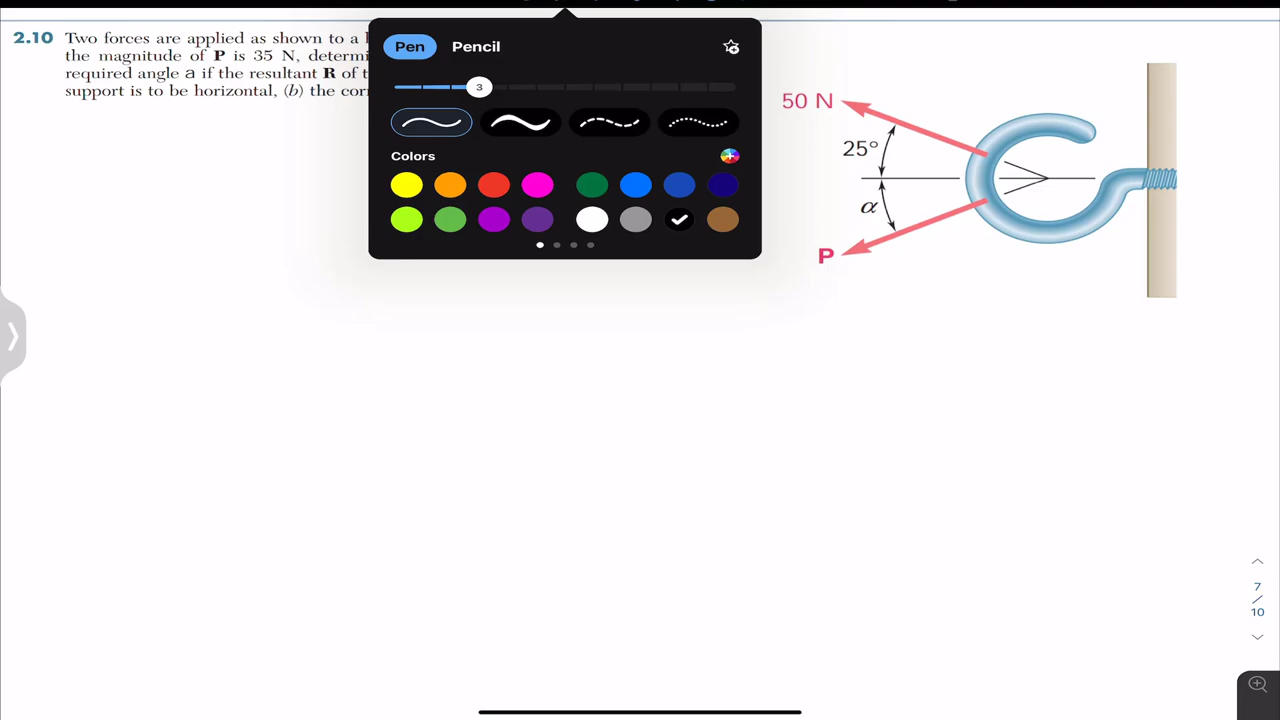 2.10 Two forces are applied as shown to a
the magnitude of P is 35 N, determi
required angle a if the resultant R of
support is to be horizontal, (b) the cor
Pen
Pencil
3
Colors
50 N
25°
α
P
7
/
10